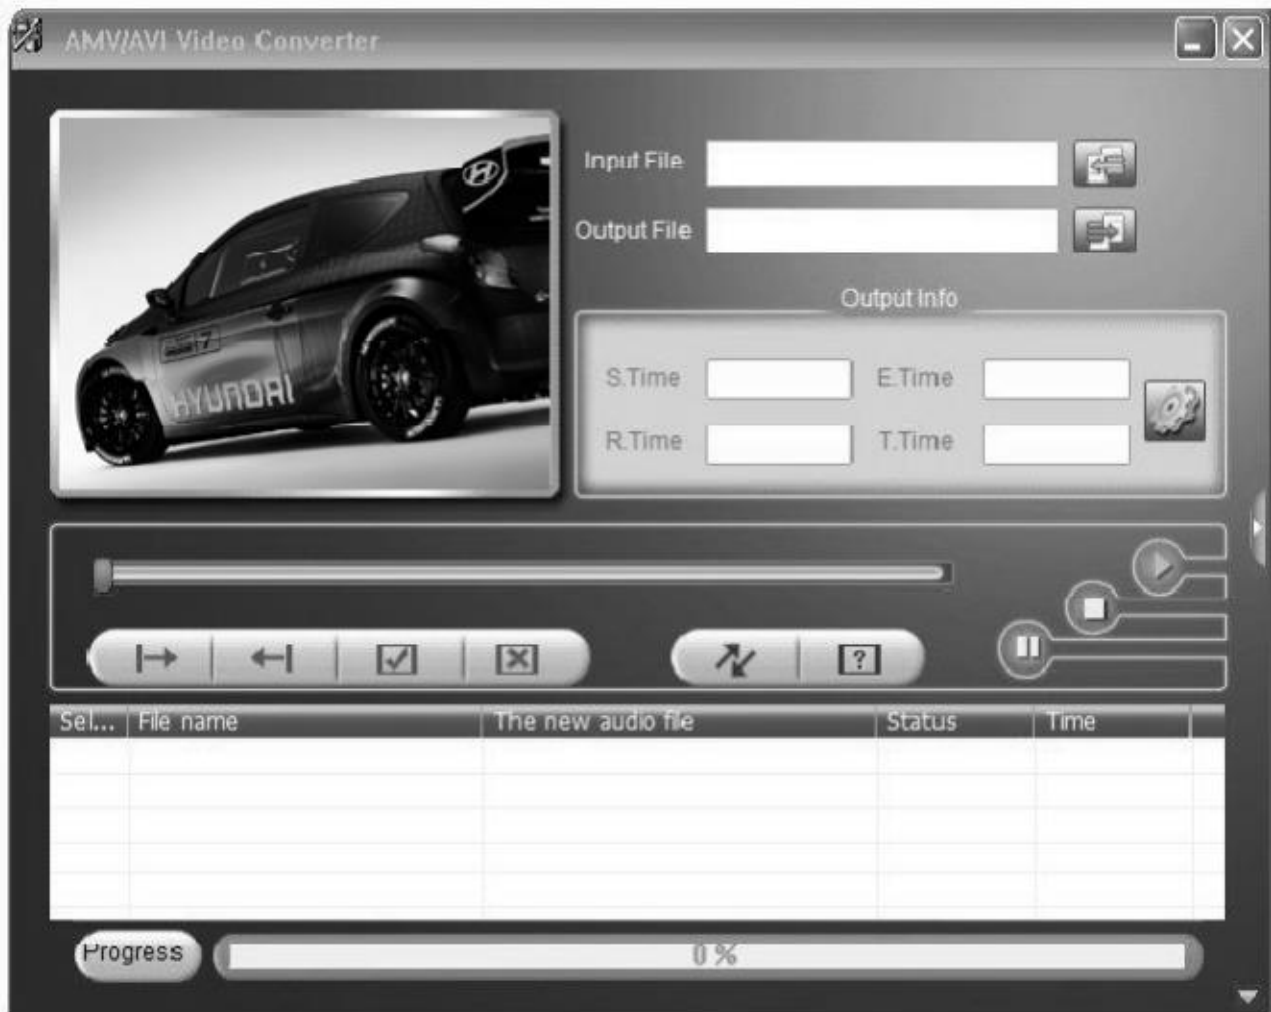 AMV/AVI Video Converter
Input File
Output File
Output Info
S.Time
E.Time
R.Time
T.Time
7
HYUNDAI
Sel...
File name
The new audio file
Status
Time
Progress
0 %